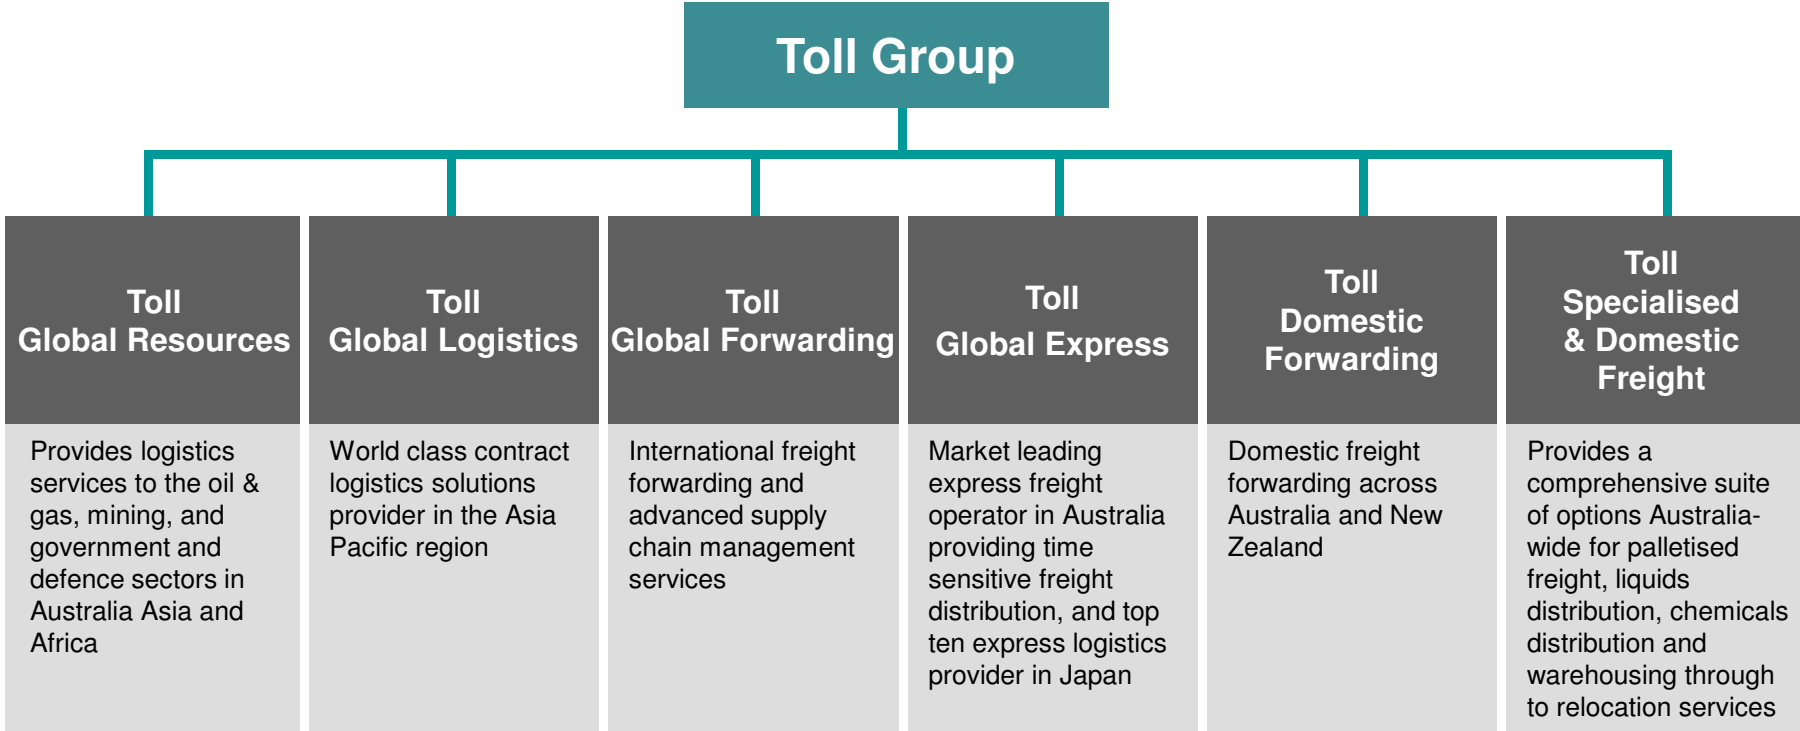 Toll Group
Toll
Global Resources
Provides logistics
services to the oil &
gas, mining, and
government and
defence sectors in
Australia Asia and
Africa
Toll
Global Logistics
World class contract
logistics solutions
provider in the Asia
Pacific region
Toll
Global Forwarding
International freight
forwarding and
advanced supply
chain management
services
Toll
Global Express
Market leading
express freight
operator in Australia
providing time
sensitive freight
distribution, and top
ten express logistics
provider in Japan
Toll
Domestic
Forwarding
Domestic freight
forwarding across
Australia and New
Zealand
Toll
Specialised
& Domestic
Freight
Provides a
comprehensive suite
of options Australia-
wide for palletised
freight, liquids
distribution, chemicals
distribution and
warehousing through
to relocation services